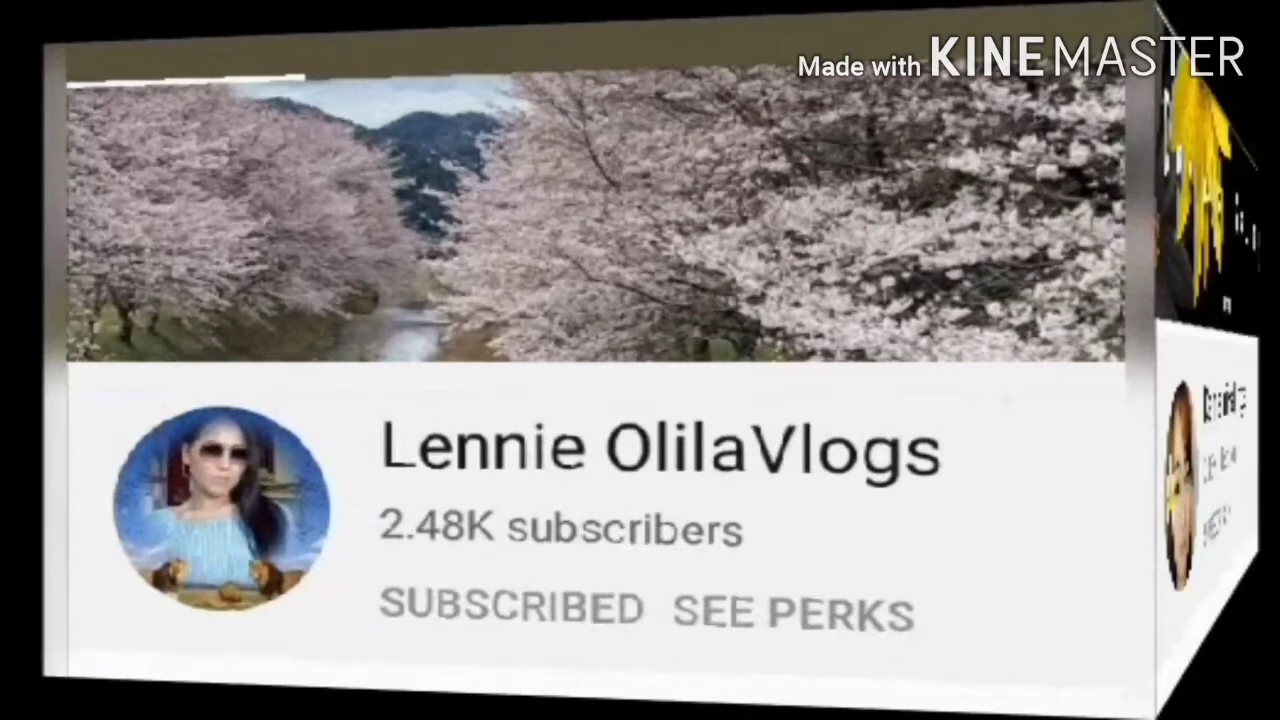 Made with KINEMASTER
Lennie OlilaVlogs
2.48K subscribers
SUBSCRIBED SEE PERKS